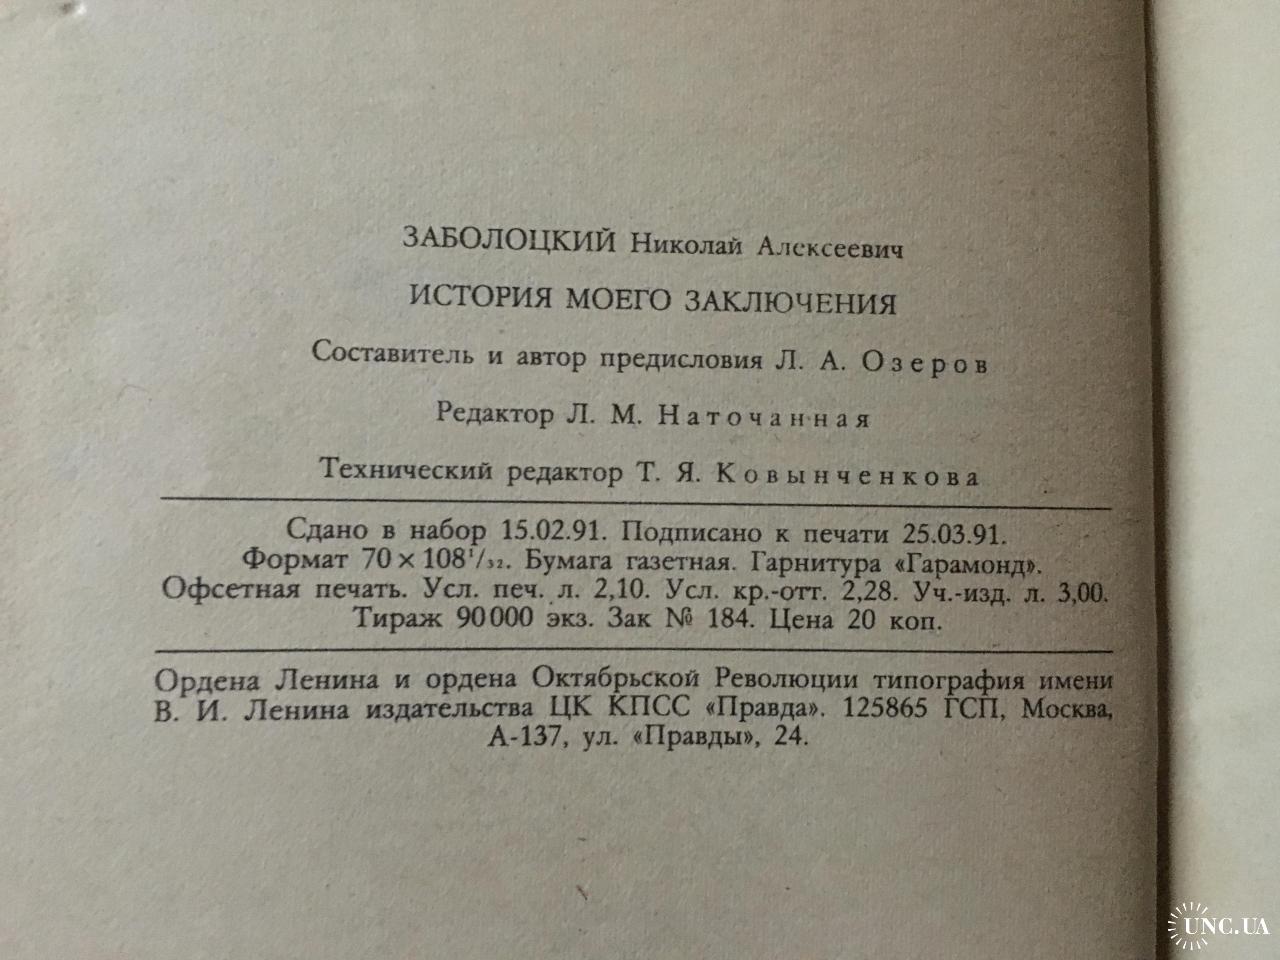 ЗАБОЛОЦКИЙ Николай Алексеевич
ИСТОРИЯ МОЕГО ЗАКЛЮЧЕНИЯ
Составитель и автор предисловия Л. А. Озеров
Редактор Л. М. Наточанная
Технический редактор Т. Я. Ковынченкова
Сдано в набор 15.02.91. Подписано к печати 25.03.91.
Формат 70×108¹/₃₂. Бумага газетная. Гарнитура «Гарамонд».
Офсетная печать. Усл. печ. л. 2,10. Усл. кр.-отт. 2,28. Уч.-изд. л. 3,00.
Тираж 90 000 экз. Зак № 184. Цена 20 коп.
Ордена Ленина и ордена Октябрьской Революции типография имени
В. И. Ленина издательства ЦК КПСС «Правда». 125865 ГСП, Москва,
А-137, ул. «Правды», 24.
UNC.UA